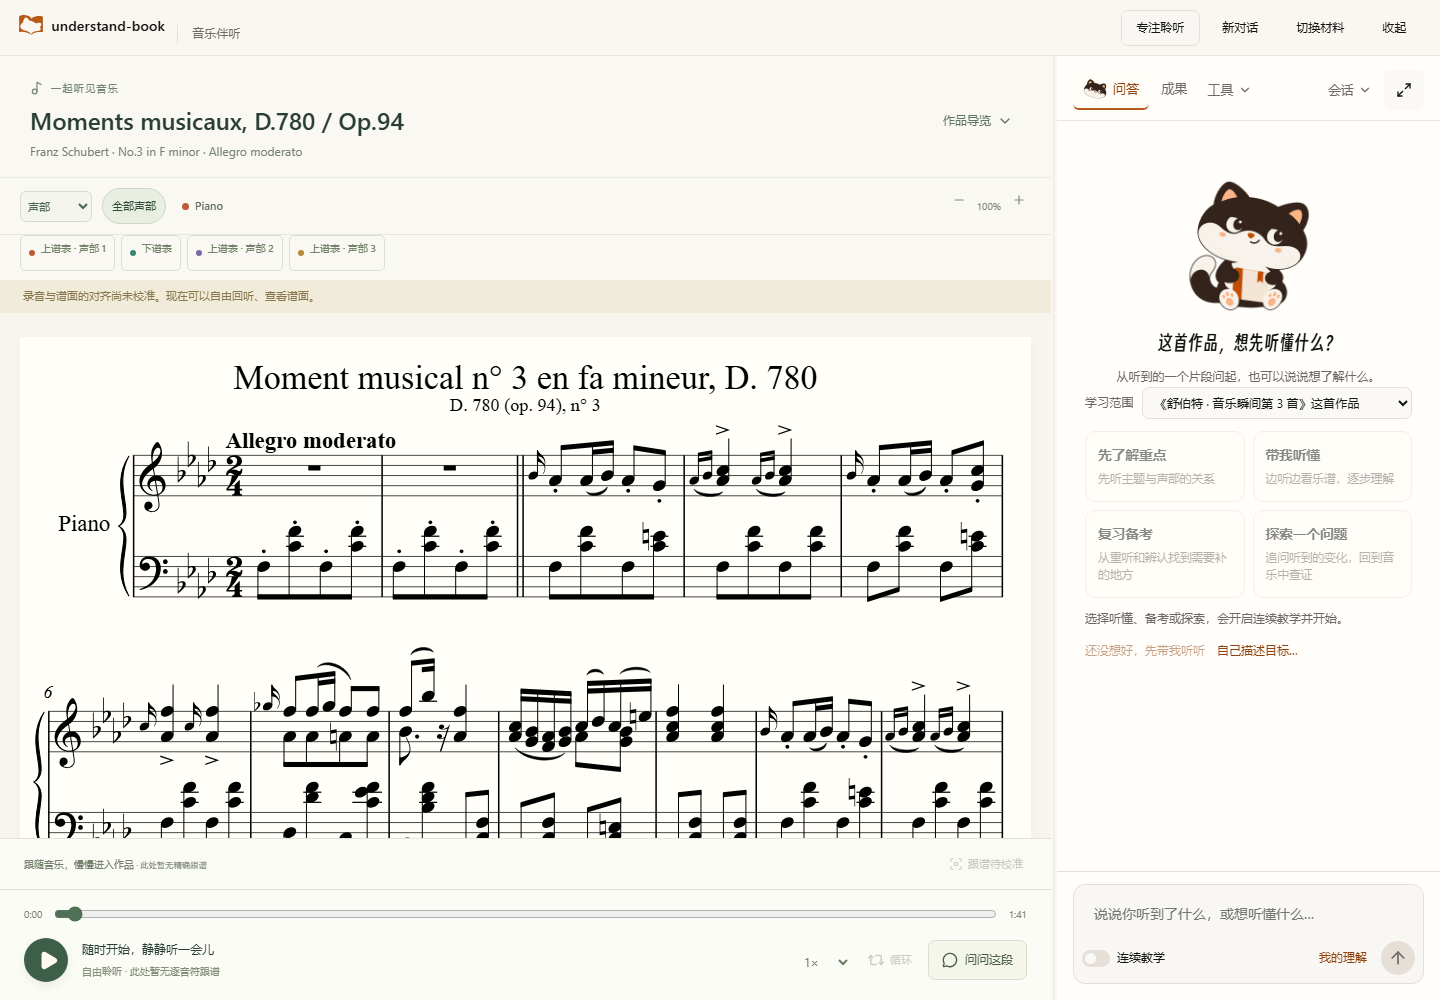 understand-book
音乐伴听
专注聆听
新对话
切换材料
收起
一起听见音乐
Moments musicaux, D.780 / Op.94
Franz Schubert · No.3 in F minor · Allegro moderato
作品导览
声部
全部声部
Piano
100%
上谱表 · 声部 1
下谱表
上谱表 · 声部 2
上谱表 · 声部 3
录音与谱面的对齐尚未校准。现在可以自由回听、查看谱面。
Moment musical n° 3 en fa mineur, D. 780
D. 780 (op. 94), n° 3
Allegro moderato
2
4
Piano
2
4
6
跟随音乐，慢慢进入作品 · 此处暂无精确跟谱
跟谱待校准
0:00
1:41
随时开始，静静听一会儿
自由聆听 · 此处暂无逐音符跟谱
1×
循环
问问这段
问答
成果
工具
会话
这首作品，想先听懂什么？
从听到的一个片段问起，也可以说说想了解什么。
学习范围
《舒伯特 · 音乐瞬间第 3 首》这首作品
先了解重点
先听主题与声部的关系
带我听懂
边听边看乐谱，逐步理解
复习备考
从重听和辨认找到需要补
的地方
探索一个问题
追问听到的变化，回到音
乐中查证
选择听懂、备考或探索，会开启连续教学并开始。
还没想好，先带我听听
自己描述目标...
说说你听到了什么，或想听懂什么...
连续教学
我的理解